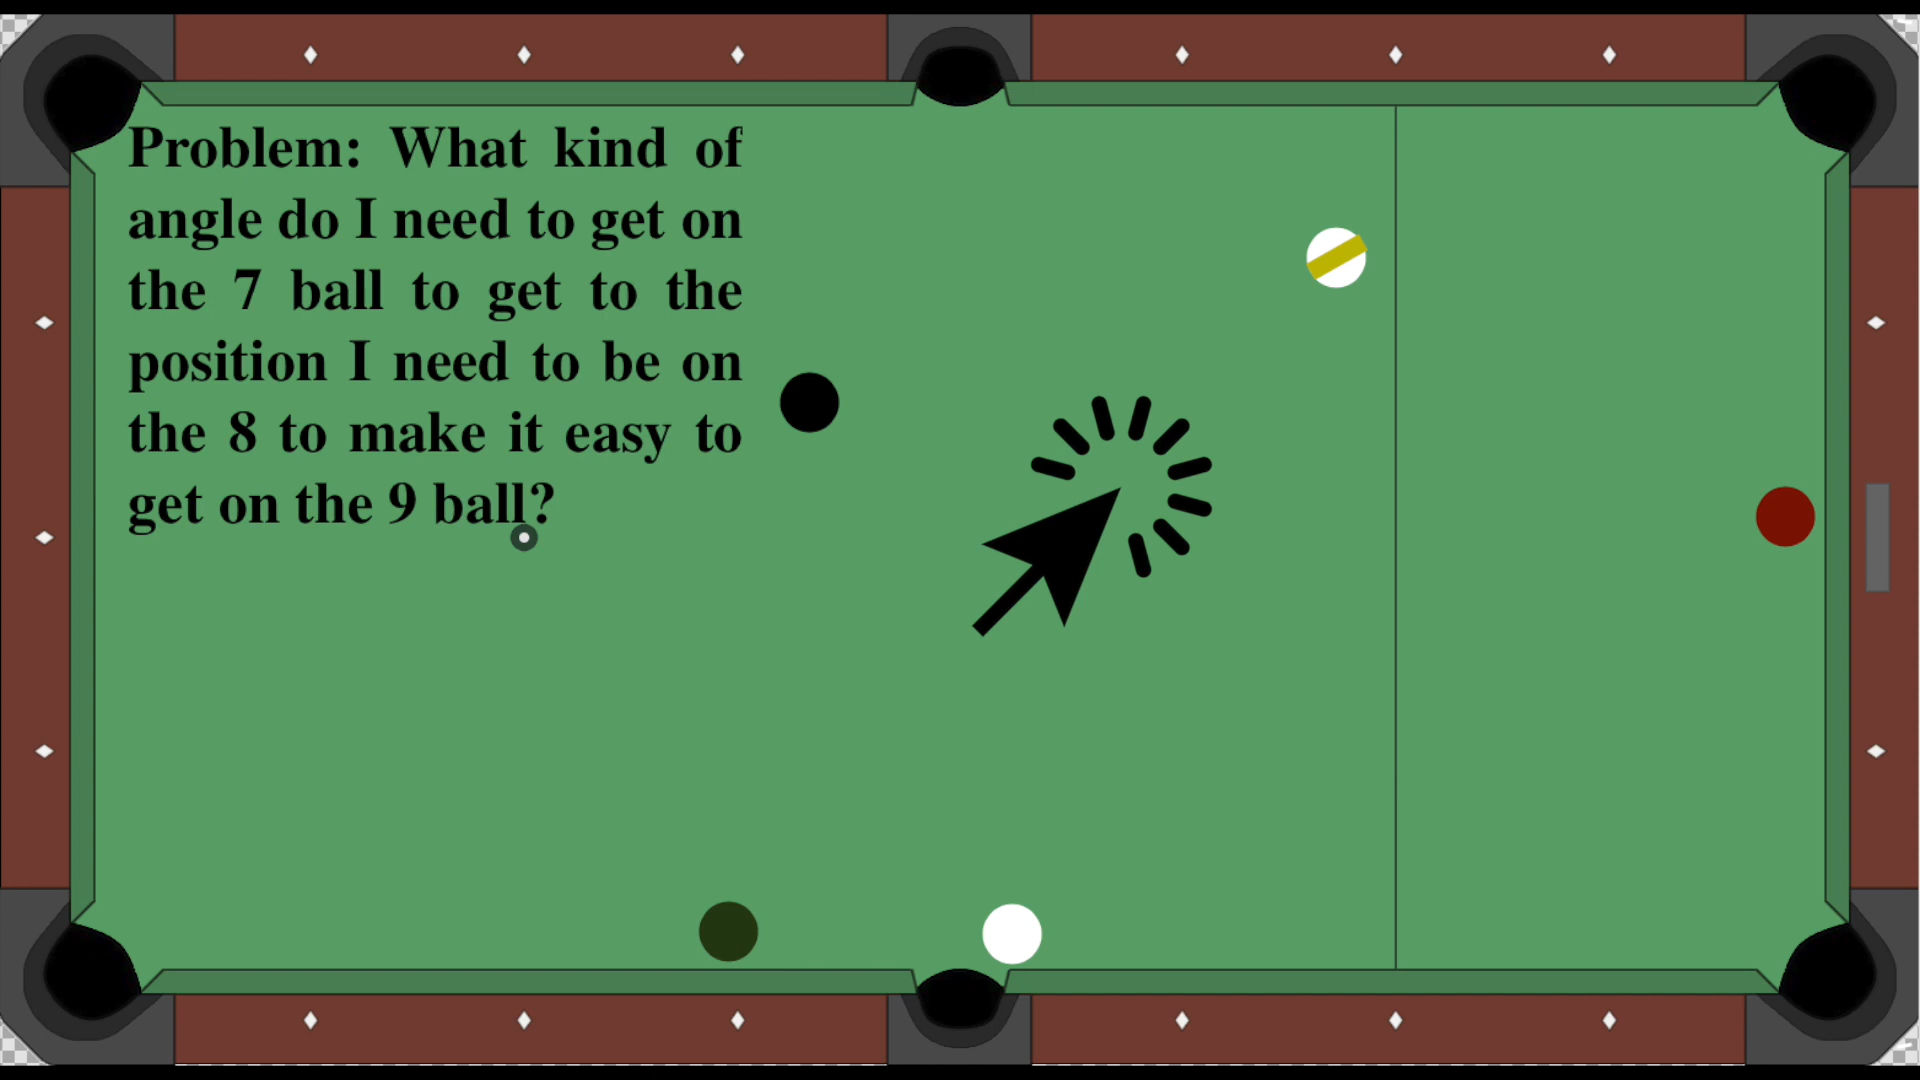 Problem: What kind of
angle do I need to get on
the 7 ball to get to the
position I need to be on
the 8 to make it easy to
get on the 9 ball?